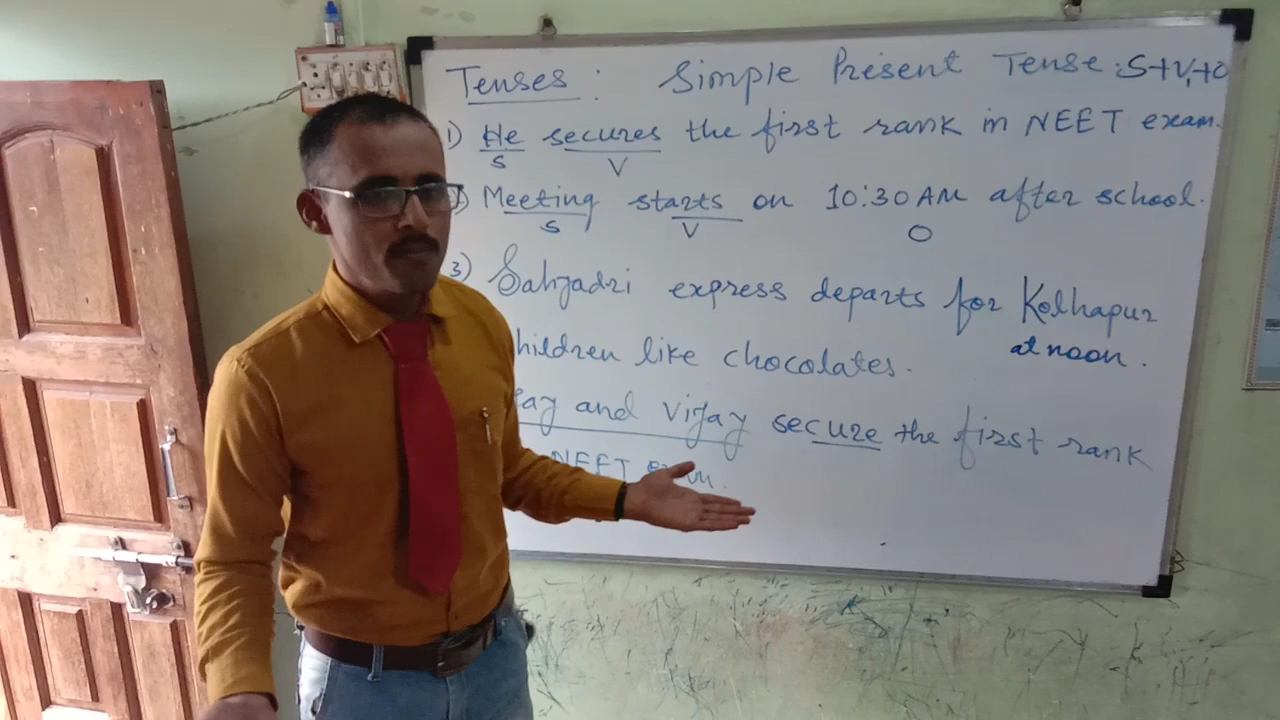 Tenses : Simple Present Tense : S+V1+O
1) He secures the first rank in NEET exam.
S V
Meeting starts on 10:30 AM after school.
S V O
3) Sahyadri express departs for Kolhapur
at noon.
hildren like chocolates.
and Vijay secure the first rank
NEET exam.